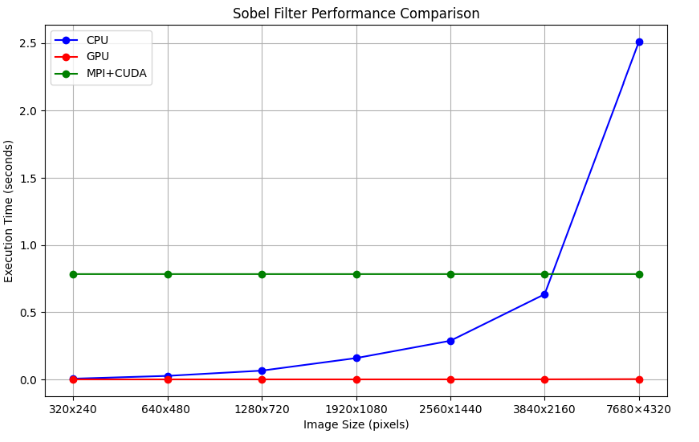 Sobel Filter Performance Comparison
CPU
GPU
MPI+CUDA
Execution Time (seconds)
2.5
2.0
1.5
1.0
0.5
0.0
320x240 640x480 1280x720 1920x1080 2560x1440 3840x2160 7680x4320
Image Size (pixels)